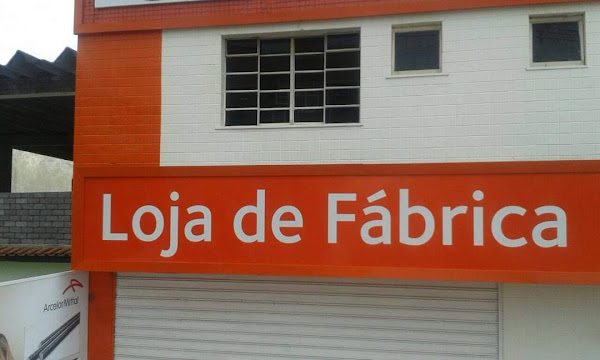 Loja de Fábrica
ArcelorMittal